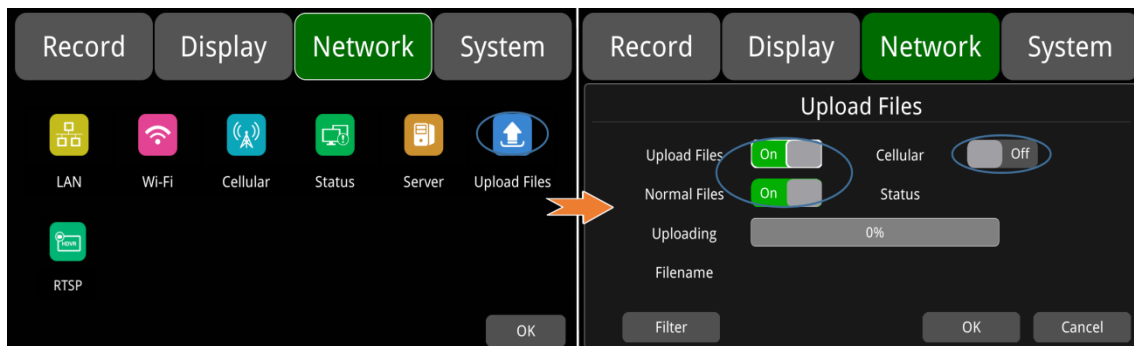 Record Display Network System
LAN Wi-Fi Cellular Status Server Upload Files
HDVR
RTSP
OK
Record Display Network System
Upload Files
Upload Files On Cellular Off
Normal Files On Status
Uploading 0%
Filename
Filter OK Cancel